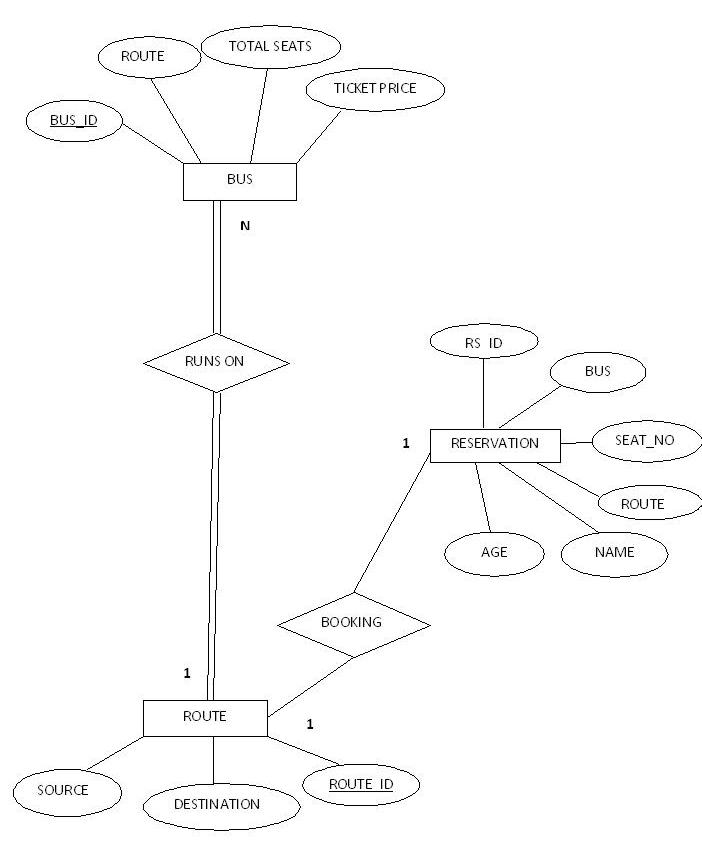 TOTAL SEATS
ROUTE
TICKET PRICE
BUS_ID
BUS
N
RUNS ON
RS_ID
BUS
1
RESERVATION
SEAT_NO
ROUTE
AGE
NAME
BOOKING
1
ROUTE
1
SOURCE
DESTINATION
ROUTE_ID